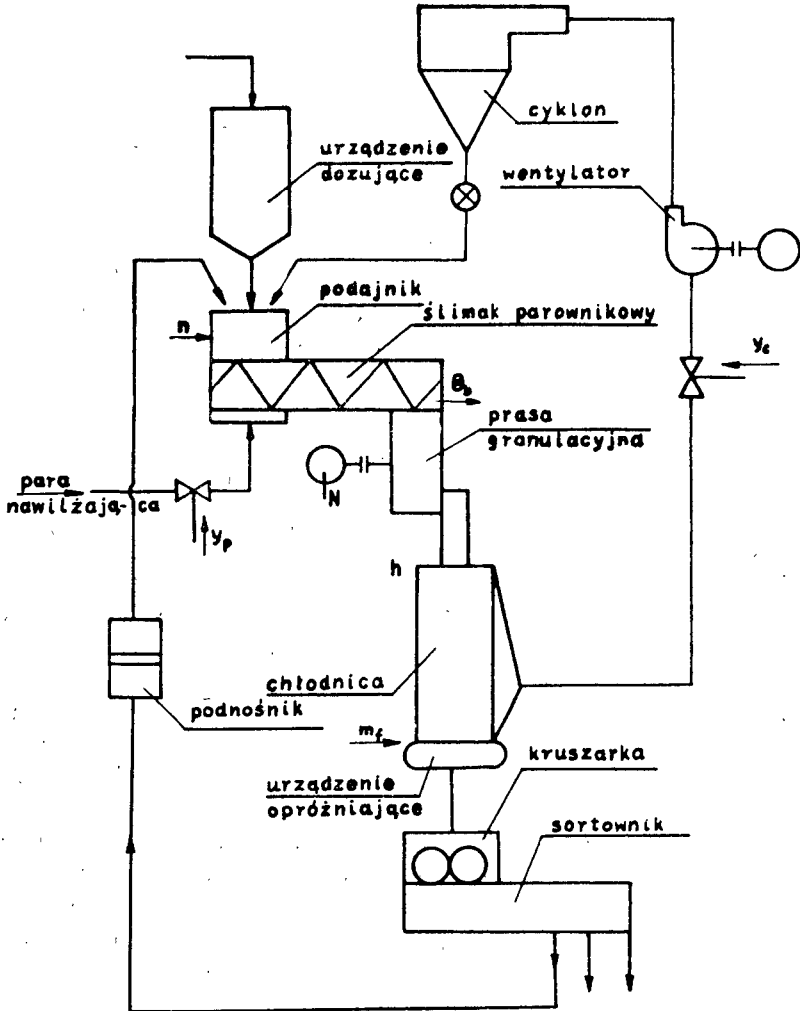 cyklon
urządzenie
dozujące
wentylator
podajnik
ślimak parownikowy
n
y_c
θ_b
prasa
granulacyjna
para
nawilżają-ca
N
y_p
h
chłodnica
podnośnik
m_f
kruszarka
urządzenie
opróżniające
sortownik